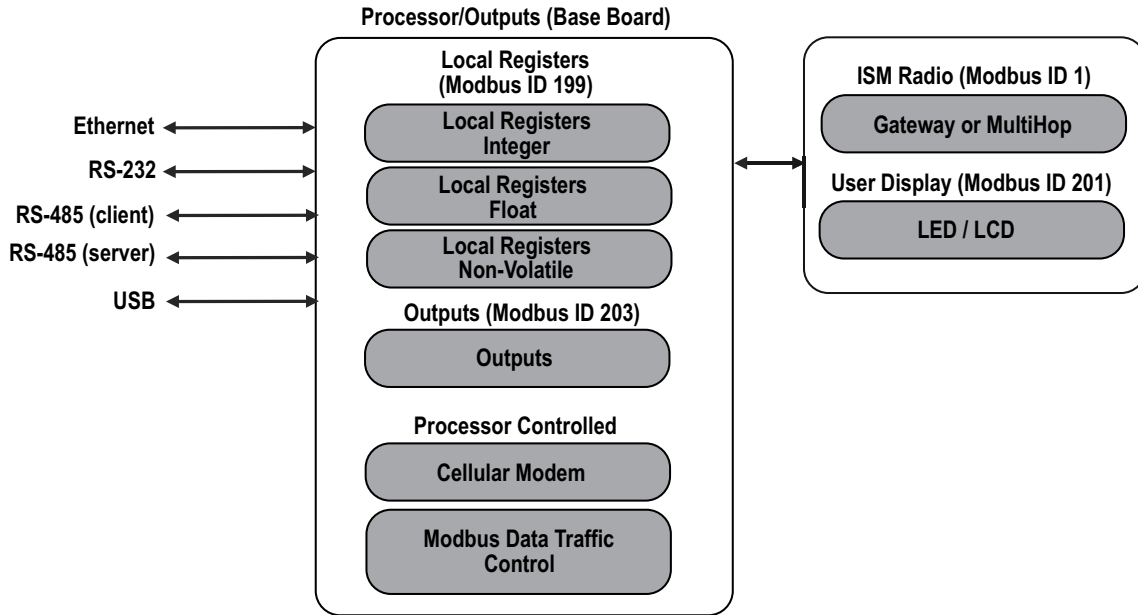 Processor/Outputs (Base Board)
Local Registers
(Modbus ID 199)
Local Registers
Integer
Local Registers
Float
Local Registers
Non-Volatile
Outputs (Modbus ID 203)
Outputs
Processor Controlled
Cellular Modem
Modbus Data Traffic
Control
Ethernet
RS-232
RS-485 (client)
RS-485 (server)
USB
ISM Radio (Modbus ID 1)
Gateway or MultiHop
User Display (Modbus ID 201)
LED / LCD